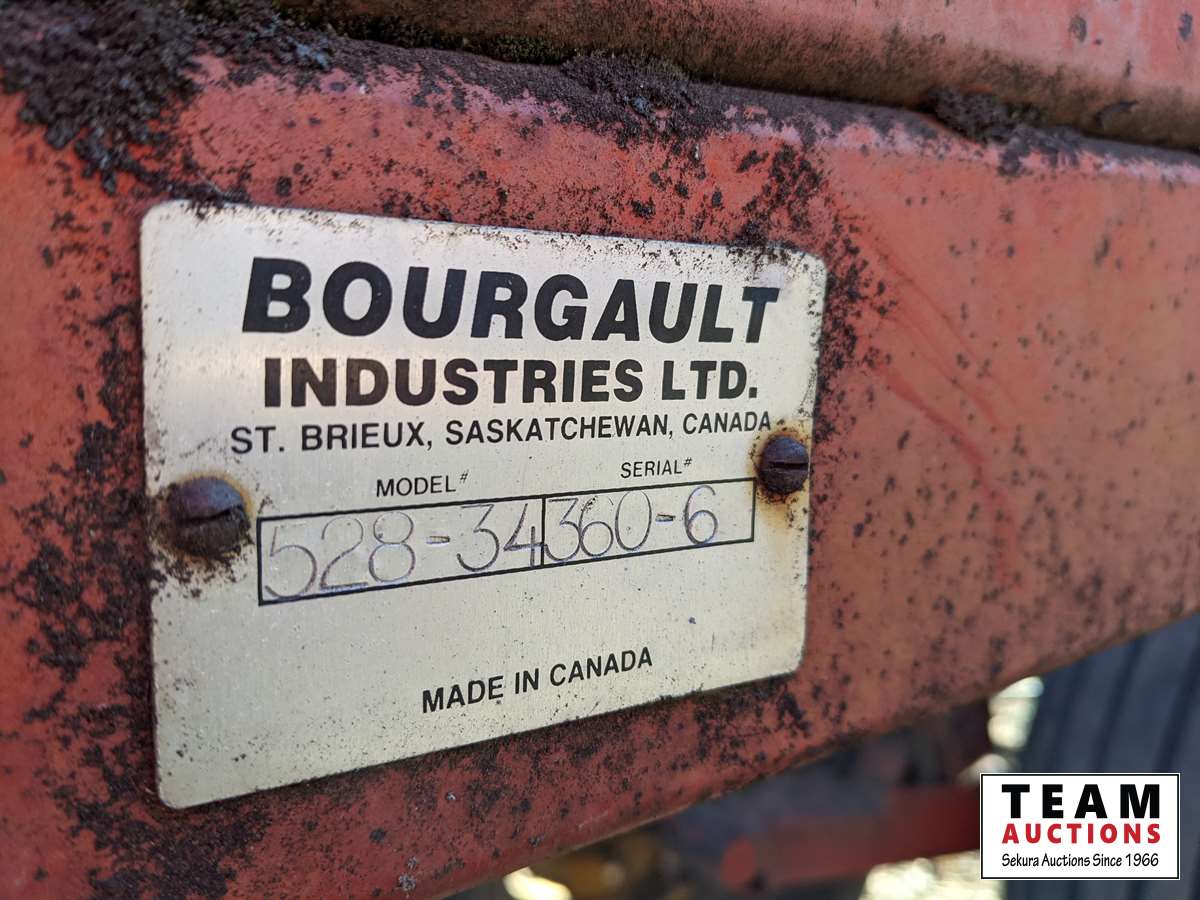 BOURGAULT
INDUSTRIES LTD.
ST. BRIEUX, SASKATCHEWAN, CANADA
MODEL# SERIAL#
528-34 360-6
MADE IN CANADA
TEAM
AUCTIONS
Sekura Auctions Since 1966